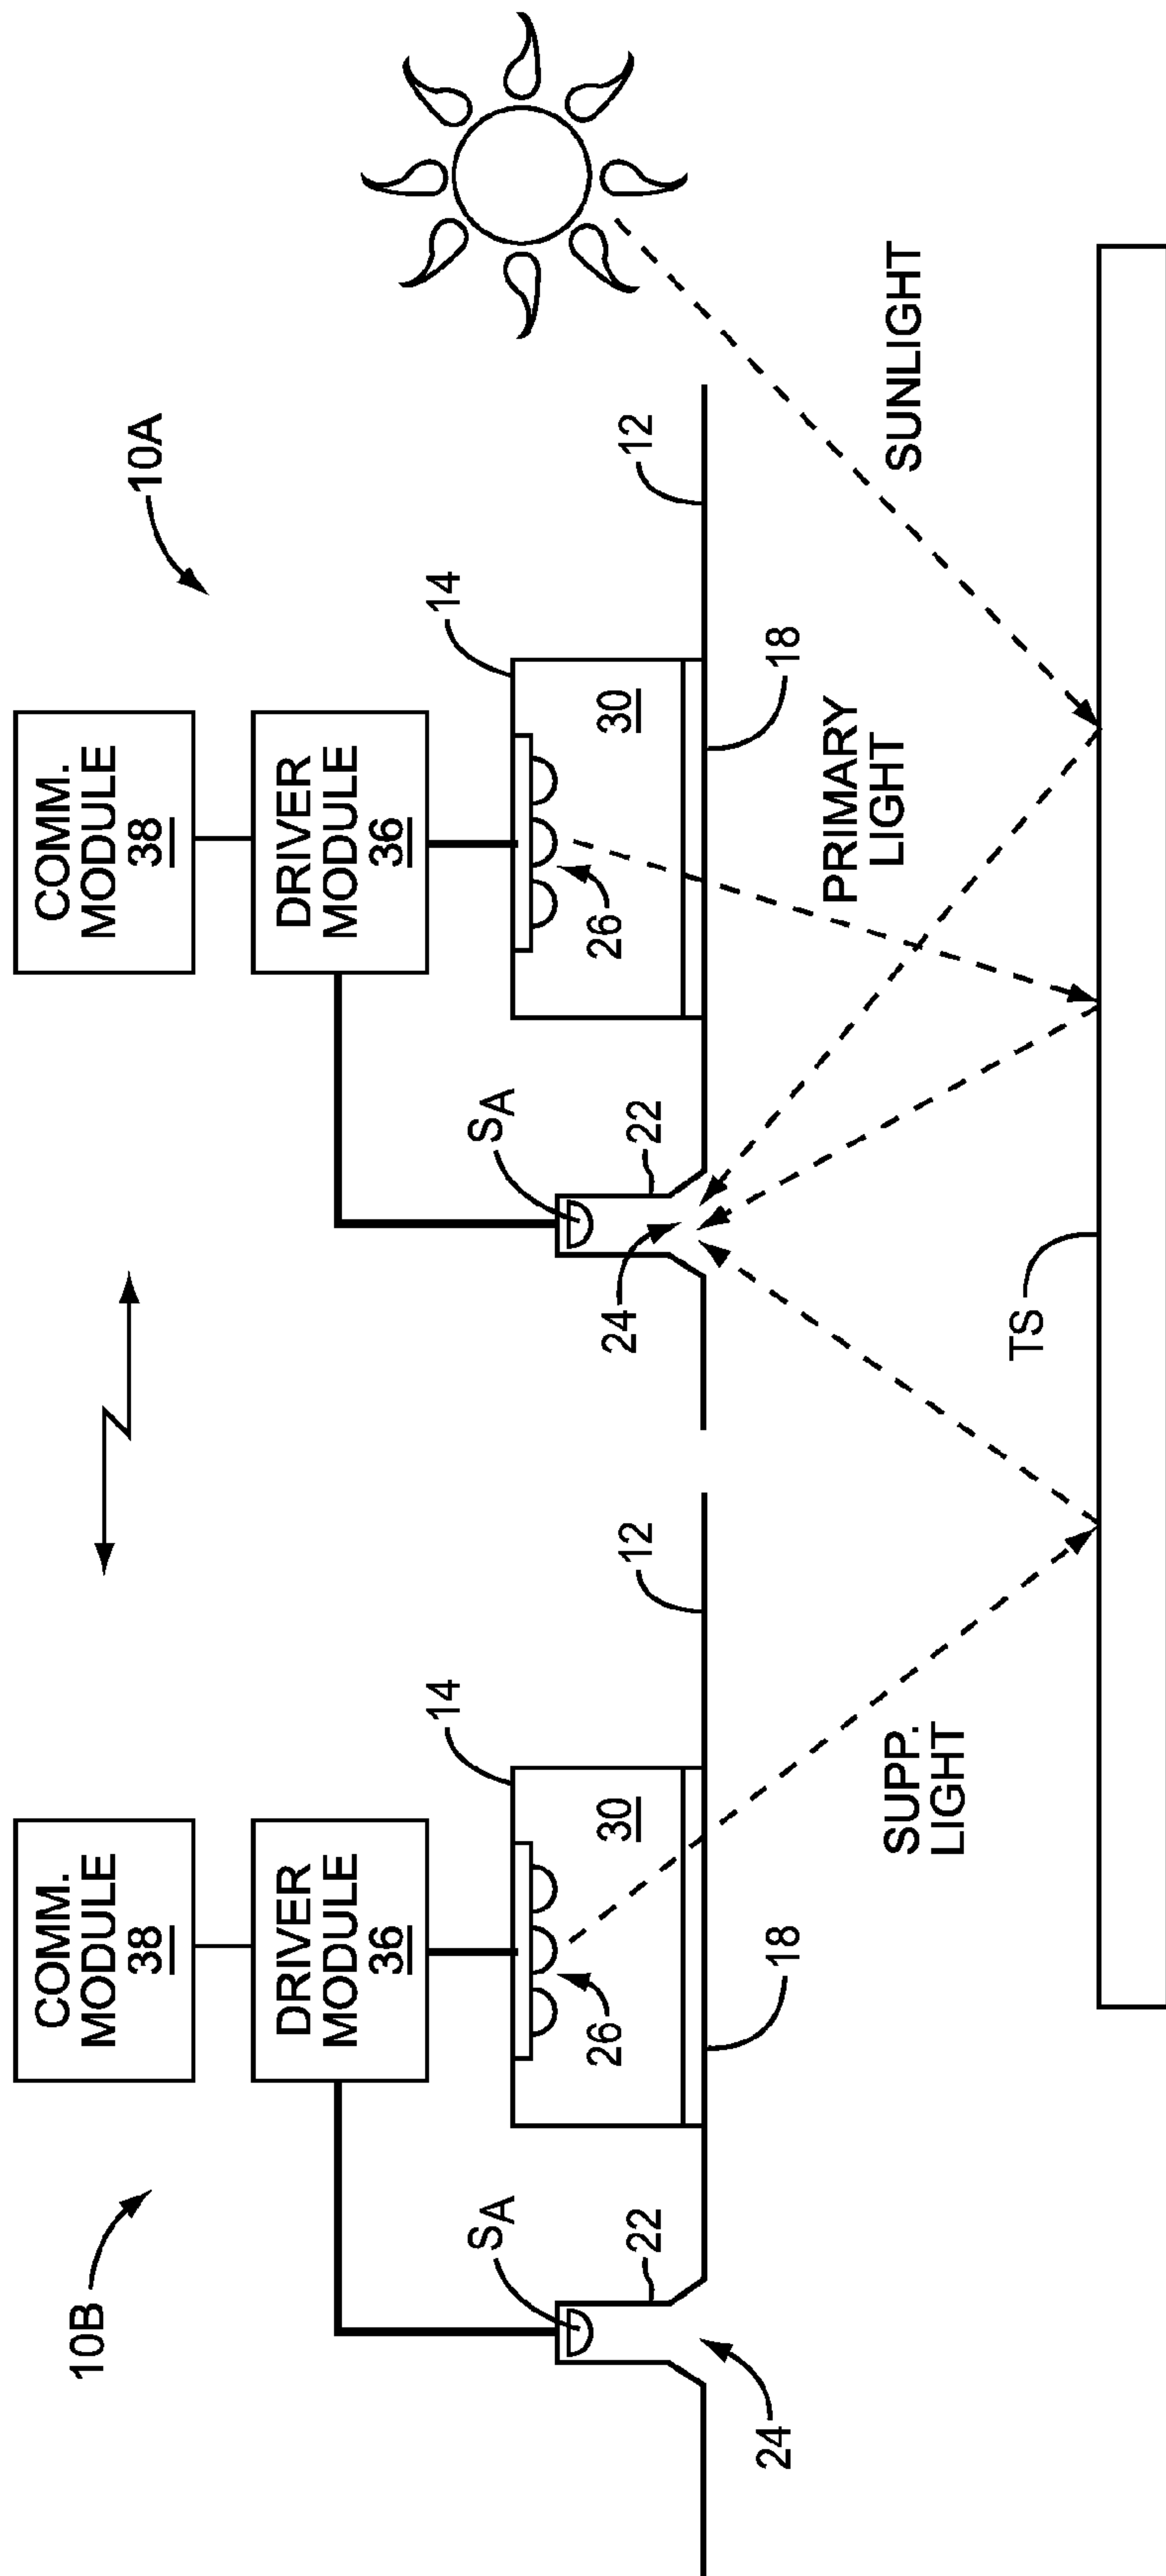 10B
COMM.
MODULE
38
DRIVER
MODULE
36
SA
22
24
14
26
30
12
18
SUPP.
LIGHT
10A
COMM.
MODULE
38
DRIVER
MODULE
36
SA
22
24
14
26
30
12
18
PRIMARY
LIGHT
SUNLIGHT
TS